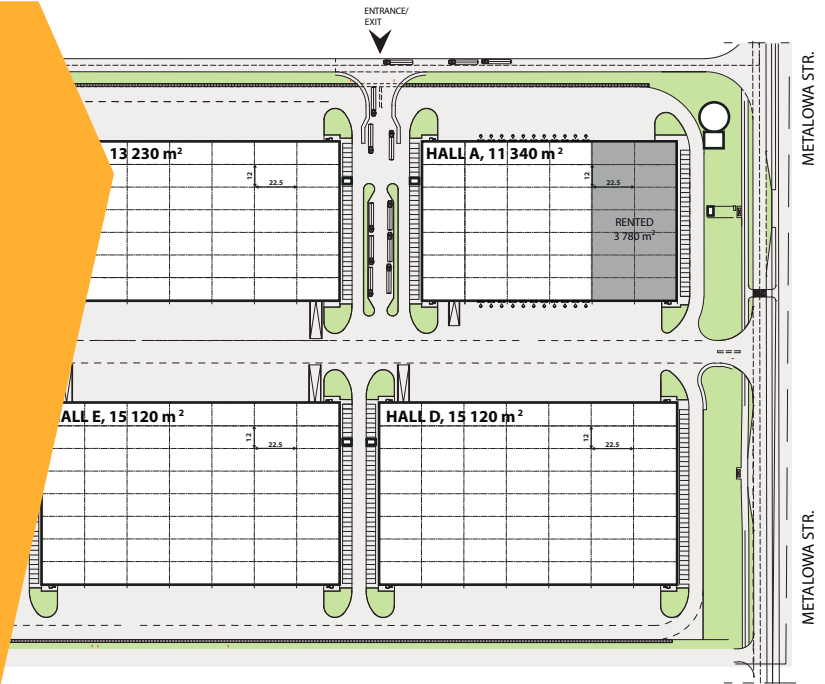 ENTRANCE/
EXIT
METALOWA STR.
13 230 m²
12
22.5
HALL A, 11 340 m²
12
22.5
RENTED
3 780 m²
ALL E, 15 120 m²
12
22.5
HALL D, 15 120 m²
12
22.5
METALOWA STR.